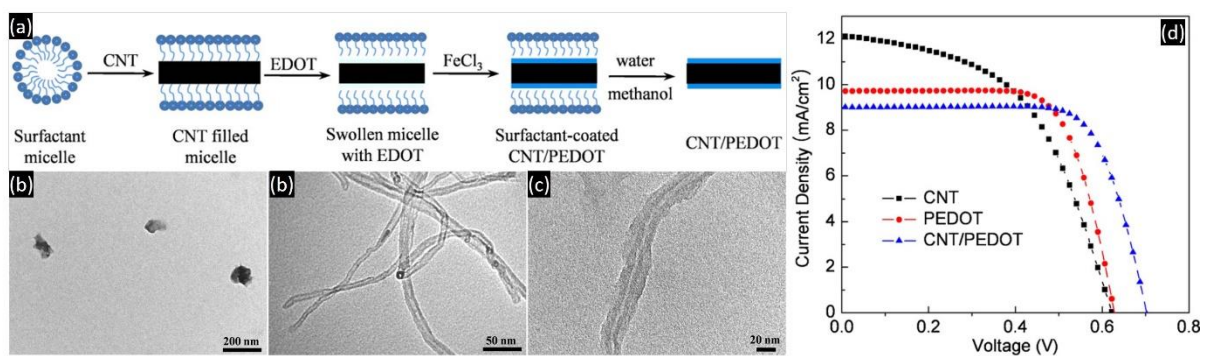 (a)
CNT
EDOT
FeCl3
water
methanol
Surfactant
micelle
CNT filled
micelle
Swollen micelle
with EDOT
Surfactant-coated
CNT/PEDOT
CNT/PEDOT
(b)
200 nm
(b)
50 nm
(c)
20 nm
(d)
Current Density (mA/cm²)
12
10
8
6
4
2
0
CNT
PEDOT
CNT/PEDOT
0.0 0.2 0.4 0.6 0.8
Voltage (V)